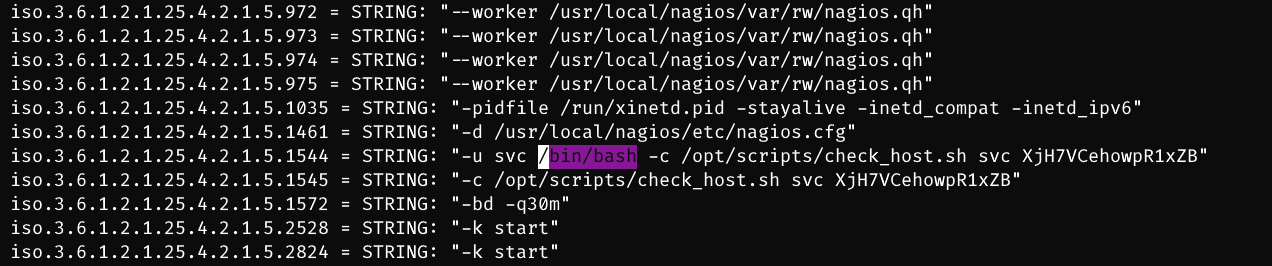 iso.3.6.1.2.1.25.4.2.1.5.972 = STRING: "--worker /usr/local/nagios/var/rw/nagios.qh"
iso.3.6.1.2.1.25.4.2.1.5.973 = STRING: "--worker /usr/local/nagios/var/rw/nagios.qh"
iso.3.6.1.2.1.25.4.2.1.5.974 = STRING: "--worker /usr/local/nagios/var/rw/nagios.qh"
iso.3.6.1.2.1.25.4.2.1.5.975 = STRING: "--worker /usr/local/nagios/var/rw/nagios.qh"
iso.3.6.1.2.1.25.4.2.1.5.1035 = STRING: "-pidfile /run/xinetd.pid -stayalive -inetd_compat -inetd_ipv6"
iso.3.6.1.2.1.25.4.2.1.5.1461 = STRING: "-d /usr/local/nagios/etc/nagios.cfg"
iso.3.6.1.2.1.25.4.2.1.5.1544 = STRING: "-u svc /bin/bash -c /opt/scripts/check_host.sh svc XjH7VCehowpR1xZB"
iso.3.6.1.2.1.25.4.2.1.5.1545 = STRING: "-c /opt/scripts/check_host.sh svc XjH7VCehowpR1xZB"
iso.3.6.1.2.1.25.4.2.1.5.1572 = STRING: "-bd -q30m"
iso.3.6.1.2.1.25.4.2.1.5.2528 = STRING: "-k start"
iso.3.6.1.2.1.25.4.2.1.5.2824 = STRING: "-k start"